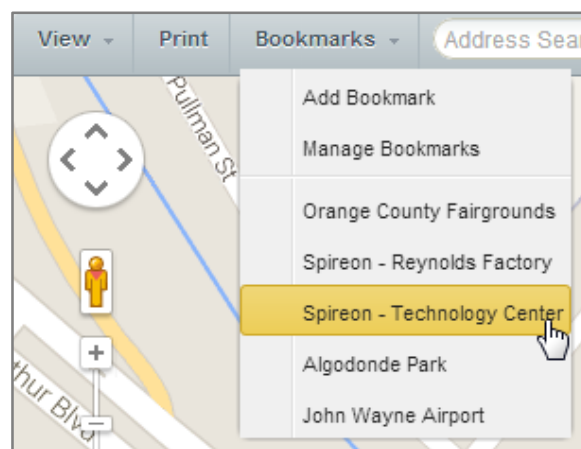 View Print Bookmarks Address Sea
Pullman St
Add Bookmark
Manage Bookmarks
Orange County Fairgrounds
Spireon - Reynolds Factory
Spireon - Technology Center
Algodonde Park
John Wayne Airport
thur Blvd